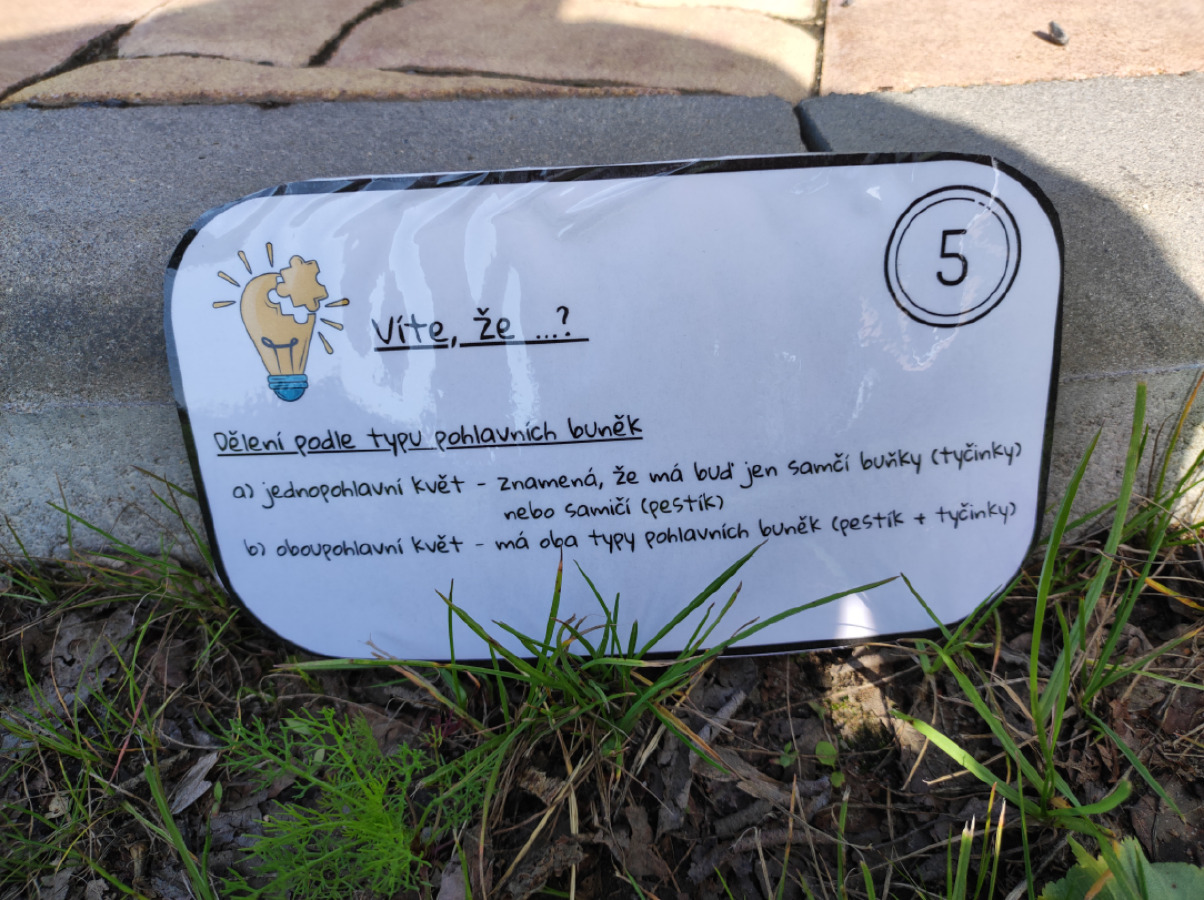 5
Víte, že ...?
Dělení podle typu pohlavních buněk
a) jednopohlavní květ - znamená, že má buď jen samčí buňky (tyčinky)
nebo samičí (pestík)
b) oboupohlavní květ - má oba typy pohlavních buněk (pestík + tyčinky)